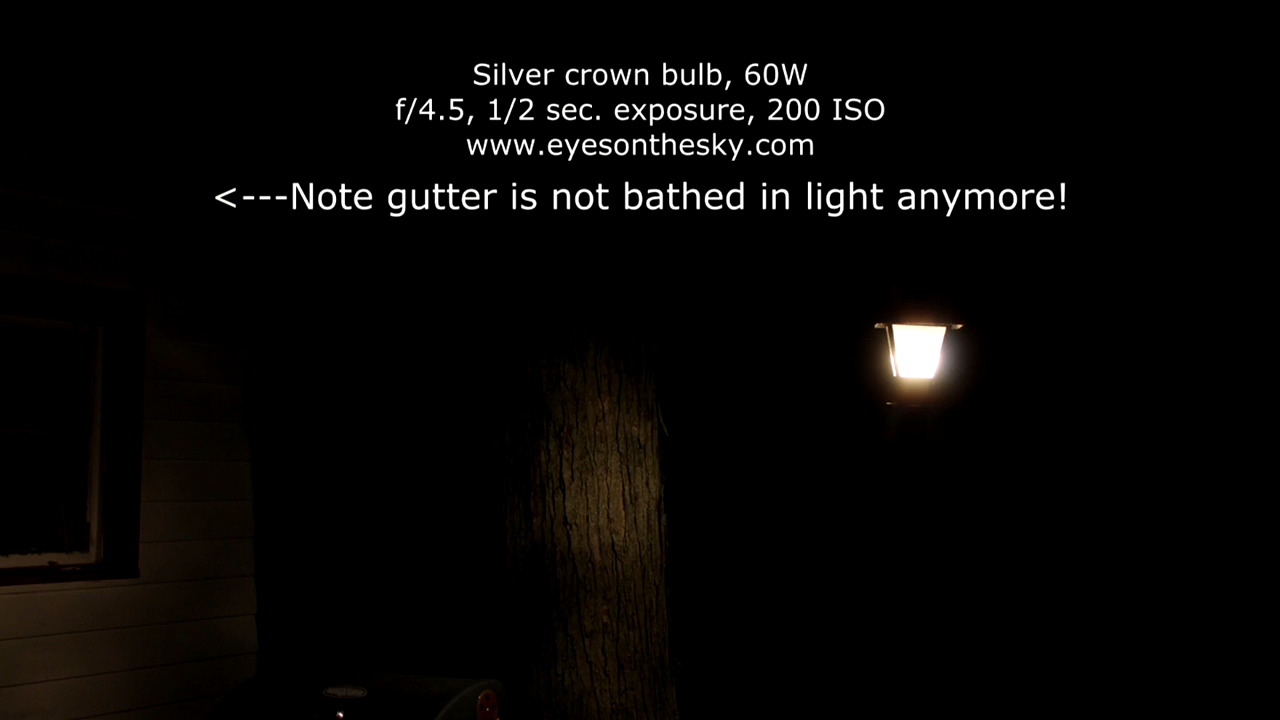 Silver crown bulb, 60W
f/4.5, 1/2 sec. exposure, 200 ISO
www.eyesonthesky.com
<---Note gutter is not bathed in light anymore!